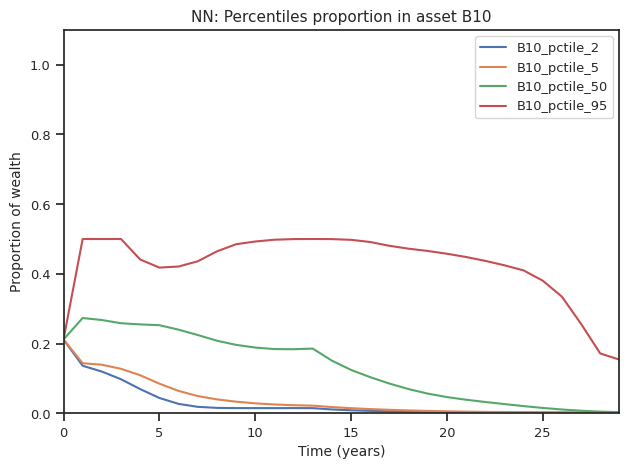 NN: Percentiles proportion in asset B10
B10_pctile_2
B10_pctile_5
B10_pctile_50
B10_pctile_95
Proportion of wealth
1.0
0.8
0.6
0.4
0.2
0.0
0 5 10 15 20 25
Time (years)